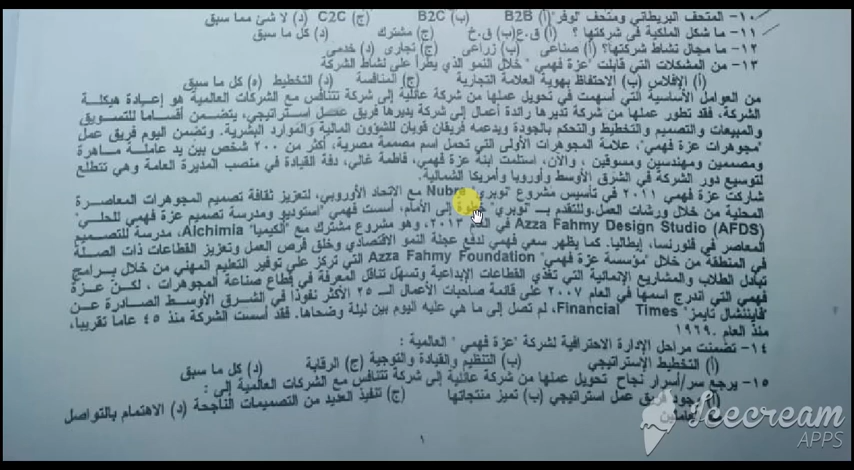 ١٠- المتحف البريطاني ومتحف لوفر" أ) B2B ب) B2C ج) C2C د) لا شئ مما سبق
١١- ما شكل الملكية في شركتها ؟ أ) ق.ع ب) ق.خ ج) مشترك د) كل ما سبق
١٢- ما مجال نشاط شركتها؟ أ) صناعي ب) زراعي ج) تجاري د) خدمي
١٣- من المشكلات التي قابلت "عزة فهمي" خلال النمو الذي يطرأ على نشاط الشركة
أ) الإفلاس ب) الاحتفاظ بهوية العلامة التجارية ج) المنافسة د) التخطيط ه) كل ما سبق
من العوامل الأساسية التي أسهمت في تحويل عملها من شركة عائلية إلى شركة تتنافس مع الشركات العالمية هو إعادة هيكلة
الشركة، فقد تطور عملها من شركة تديرها رائدة أعمال إلى شركة يديرها فريق عمل استراتيجي، يتضمن أقساما للتسويق
والمبيعات والتصميم والتخطيط والتحكم بالجودة ويدعمه فريقان قويان للشؤون المالية والموارد البشرية. وتضمن اليوم فريق عمل
"مجوهرات عزة فهمي"، علامة المجوهرات الأولى التي تحمل اسم مصممة مصرية، أكثر من ٢٠٠ شخص بين يد عاملة ماهرة
ومصممين ومهندسين ومسوقين ، والآن، استلمت ابنة عزة فهمي، فاطمة غالي، دفة القيادة في منصب المديرة العامة وهي تتطلع
لتوسيع دور الشركة في الشرق الأوسط وأوروبا وأمريكا الشمالية.
شاركت عزة فهمي ٢٠١١ في تأسيس مشروع "نوبري" Nubre مع الاتحاد الأوروبي، لتعزيز ثقافة تصميم المجوهرات المعاصرة
المحلية من خلال ورشات العمل.وللتقدم بـ "نوبري" خطوة إلى الأمام، أسست فهمي "استوديو ومدرسة تصميم عزة فهمي للحلي"
Azza Fahmy Design Studio (AFDS) في العام ٢٠١٣، وهو مشروع مشترك مع "الكيميا" Alchimia، مدرسة للتصميم
المعاصر في فلورنسا، إيطاليا. كما يظهر سعي فهمي لدفع عجلة النمو الاقتصادي وخلق فرص العمل وتعزيز القطاعات ذات الصلة
في المنطقة من خلال "مؤسسة عزة فهمي" Azza Fahmy Foundation التي تركز على توفير التعليم المهني من خلال برامج
تبادل الطلاب والمشاريع الإنمائية التي تغذي القطاعات الإبداعية وتسهل تناقل المعرفة في قطاع صناعة المجوهرات ، لكن عزة
فهمي التي اندرج اسمها في العام ٢٠٠٧ على قائمة صاحبات الأعمال الـ ٢٥ الأكثر نفوذا في الشرق الأوسط الصادرة عن
"فايننشال تايمز" Financial Times، لم تصل إلى ما هي عليه اليوم بين ليلة وضحاها. فقد أسست الشركة منذ ٤٥ عاما تقريبا،
منذ العام ١٩٦٩.
١٤- تضمنت مراحل الإدارة الاحترافية لشركة "عزة فهمي" العالمية :
أ) التخطيط الإستراتيجي ب) التنظيم والقيادة والتوجية ج) الرقابة د) كل ما سبق
١٥- يرجع سر/أسرار نجاح تحويل عملها من شركة عائلية إلى شركة تتنافس مع الشركات العالمية إلى :
أ) وجود فريق عمل استراتيجي ب) تميز منتجاتها ج) تنفيذ العديد من التصميمات الناجحة د) الاهتمام بالتواصل
١
Icecream
APPS